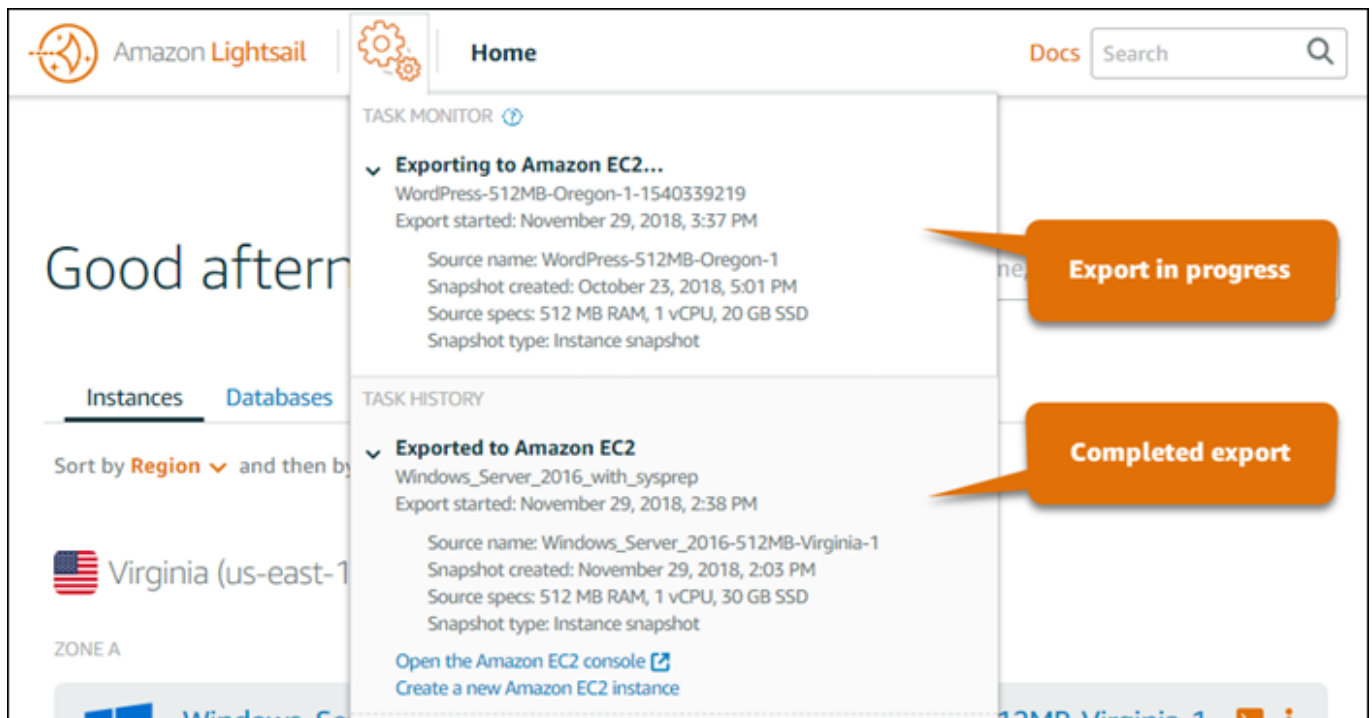 Amazon Lightsail
Home
Docs
Search
TASK MONITOR
Exporting to Amazon EC2...
WordPress-512MB-Oregon-1-1540339219
Export started: November 29, 2018, 3:37 PM
Source name: WordPress-512MB-Oregon-1
Snapshot created: October 23, 2018, 5:01 PM
Source specs: 512 MB RAM, 1 vCPU, 20 GB SSD
Snapshot type: Instance snapshot
Export in progress
Good aftern
Instances Databases
TASK HISTORY
Exported to Amazon EC2
Windows_Server_2016_with_sysprep
Export started: November 29, 2018, 2:38 PM
Source name: Windows_Server_2016-512MB-Virginia-1
Snapshot created: November 29, 2018, 2:03 PM
Source specs: 512 MB RAM, 1 vCPU, 30 GB SSD
Snapshot type: Instance snapshot
Open the Amazon EC2 console
Create a new Amazon EC2 instance
Completed export
Sort by Region and then by
Virginia (us-east-1
ZONE A